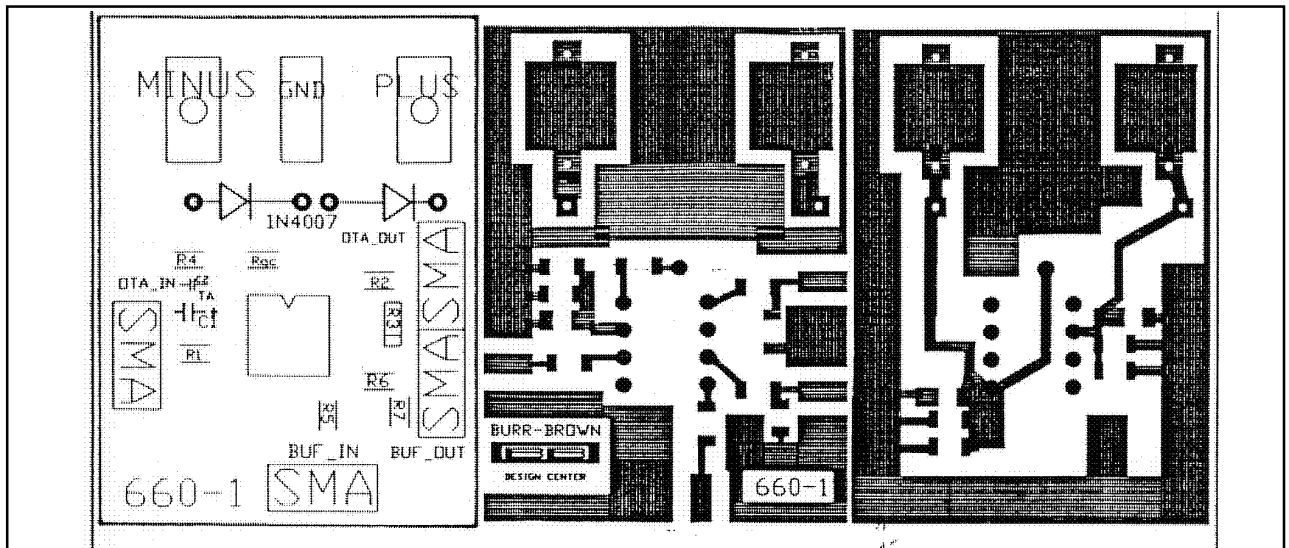 MINUS GND PLUS
1N4007
OTA_OUT
R4 Rqc
R2
OTA_IN
C1
R3
SMA
SMA
SMA
R1
R6
R5
R7
BUF_IN BUF_OUT
660-1 SMA
BURR-BROWN
DESIGN CENTER
660-1